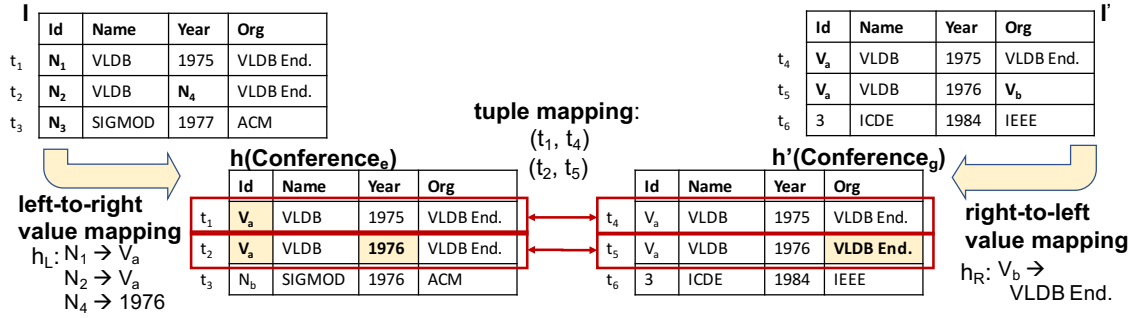 I
Id Name Year Org
t1 N1 VLDB 1975 VLDB End.
t2 N2 VLDB N4 VLDB End.
t3 N3 SIGMOD 1977 ACM
I'
Id Name Year Org
t4 Va VLDB 1975 VLDB End.
t5 Va VLDB 1976 Vb
t6 3 ICDE 1984 IEEE
tuple mapping:
(t1, t4)
(t2, t5)
left-to-right
value mapping
hL: N1 → Va
N2 → Va
N4 → 1976
h(Conferencee)
Id Name Year Org
t1 Va VLDB 1975 VLDB End.
t2 Va VLDB 1976 VLDB End.
t3 Nb SIGMOD 1976 ACM
h'(Conferenceg)
Id Name Year Org
t4 Va VLDB 1975 VLDB End.
t5 Va VLDB 1976 VLDB End.
t6 3 ICDE 1984 IEEE
right-to-left
value mapping
hR: Vb →
VLDB End.